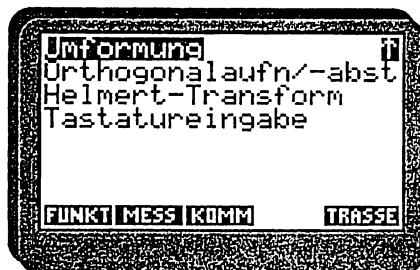 Umformung ↑
Orthogonalaufn/-abst
Helmert-Transform
Tastatureingabe
FUNKT MESS KOMM TRASSE